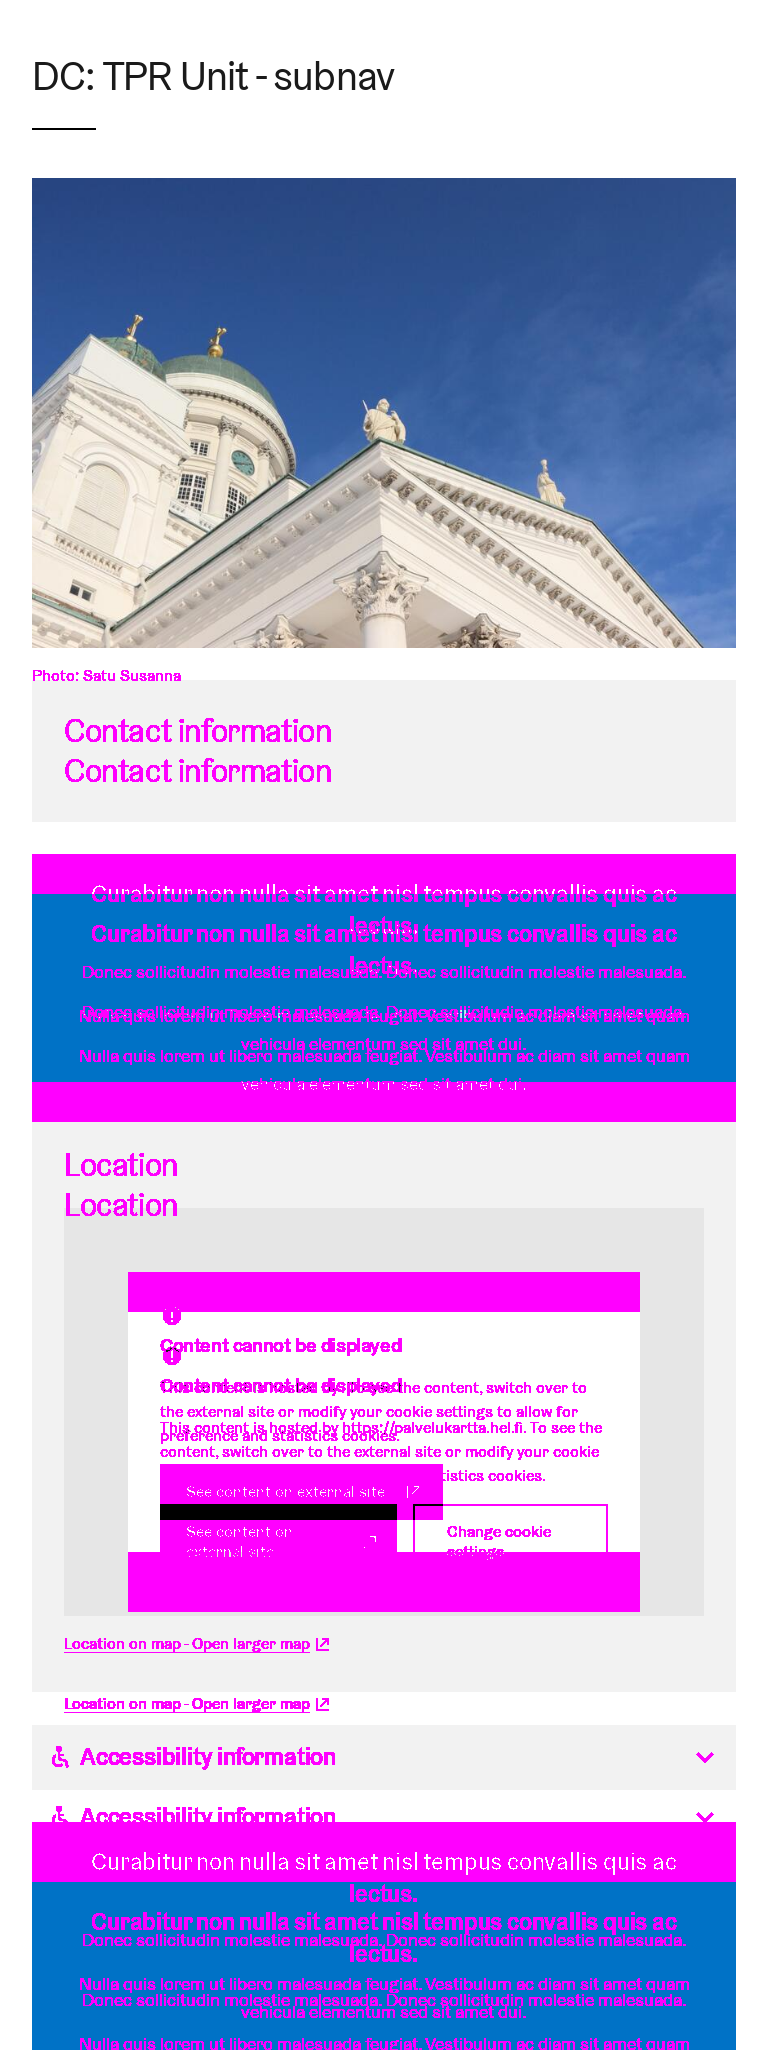 DC: TPR Unit - subnav
Photo: Satu Susanna
Contact information
Contact information
Curabitur non nulla sit amet nisl tempus convallis quis ac
lectus.
Curabitur non nulla sit amet nisl tempus convallis quis ac
lectus.
Donec sollicitudin molestie malesuada. Donec sollicitudin molestie malesuada.
Donec sollicitudin molestie malesuada. Donec sollicitudin molestie malesuada.
Nulla quis lorem ut libero malesuada feugiat. Vestibulum ac diam sit amet quam
vehicula elementum sed sit amet dui.
Nulla quis lorem ut libero malesuada feugiat. Vestibulum ac diam sit amet quam
vehicula elementum sed sit amet dui.
Location
Location
Content cannot be displayed
Content cannot be displayed
This content is hosted by To see the content, switch over to
the external site or modify your cookie settings to allow for
This content is hosted by https://palvelukartta.hel.fi. To see the
preference and statistics cookies.
content, switch over to the external site or modify your cookie
tistics cookies.
See content on external site
See content on
external site
Change cookie
settings
Location on map - Open larger map
Location on map - Open larger map
Accessibility information
Accessibility information
Curabitur non nulla sit amet nisl tempus convallis quis ac
lectus.
Curabitur non nulla sit amet nisl tempus convallis quis ac
Donec sollicitudin molestie malesuada. Donec sollicitudin molestie malesuada.
lectus.
Nulla quis lorem ut libero malesuada feugiat. Vestibulum ac diam sit amet quam
Donec sollicitudin molestie malesuada. Donec sollicitudin molestie malesuada.
vehicula elementum sed sit amet dui.
Nulla quis lorem ut libero malesuada feugiat. Vestibulum ac diam sit amet quam